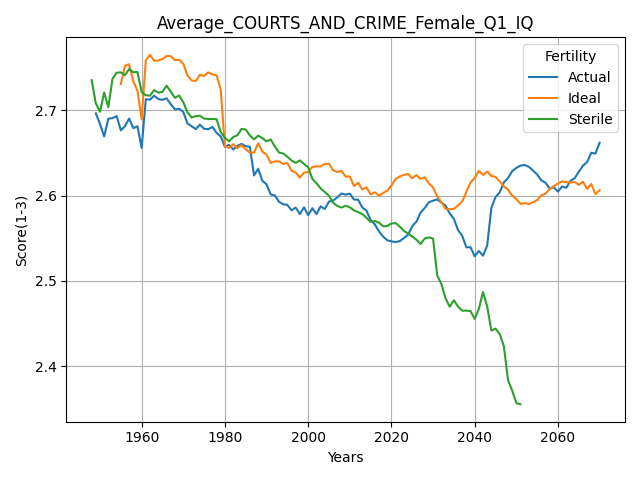 Average_COURTS_AND_CRIME_Female_Q1_IQ
Fertility
Actual
Ideal
Sterile
Score(1-3)
2.7
2.6
2.5
2.4
1960 1980 2000 2020 2040 2060
Years